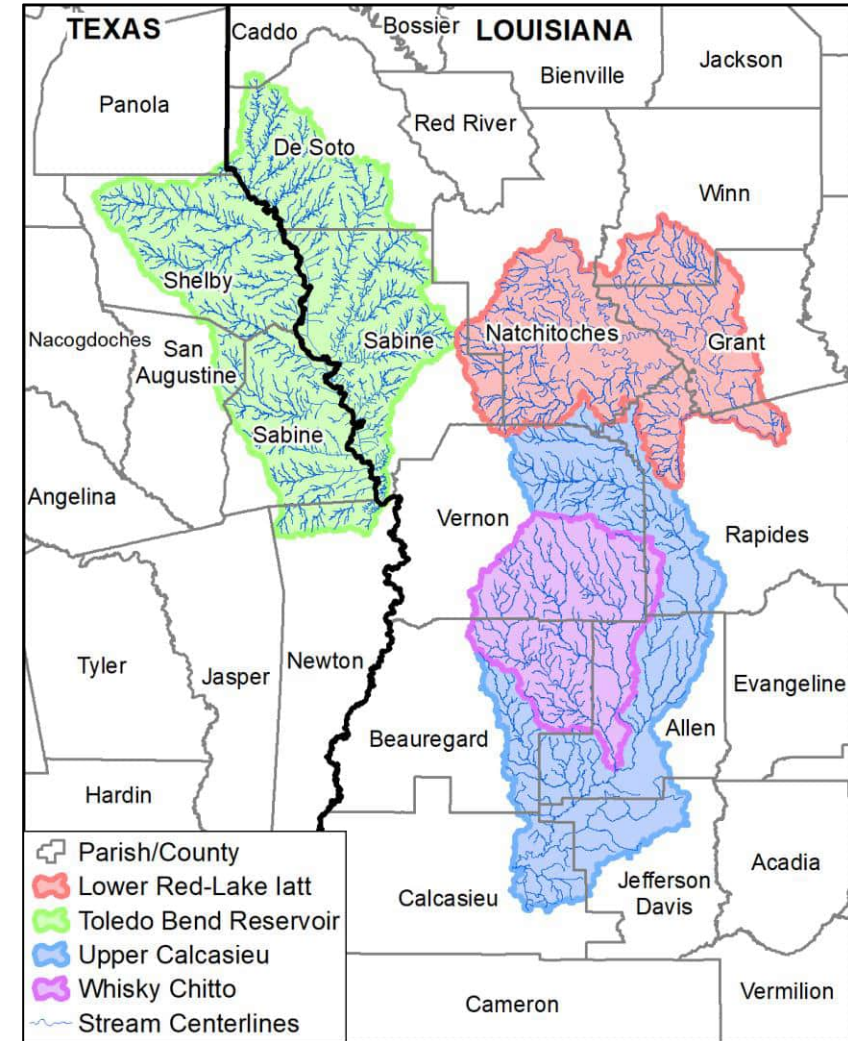 TEXAS
Caddo
Bossier
LOUISIANA
Bienville
Jackson
Panola
Red River
De Soto
Winn
Shelby
Natchitoches
Grant
Nacogdoches
San
Augustine
Sabine
Sabine
Angelina
Vernon
Rapides
Tyler
Jasper
Newton
Evangeline
Beauregard
Allen
Hardin
Parish/County
Lower Red-Lake Iatt
Toledo Bend Reservoir
Upper Calcasieu
Whisky Chitto
Stream Centerlines
Calcasieu
Jefferson
Davis
Acadia
Cameron
Vermilion